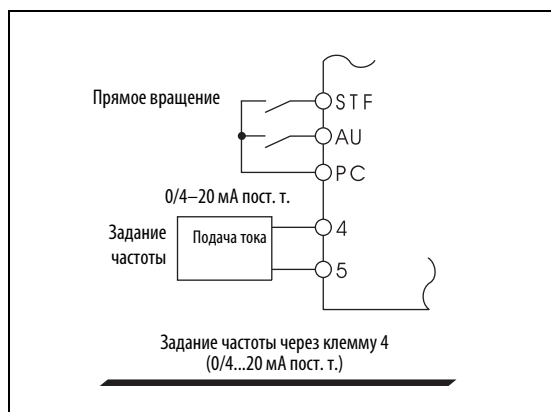 Прямое вращение
STF
AU
PC
0/4–20 мА пост. т.
Задание
частоты
Подача тока
4
5
Задание частоты через клемму 4
(0/4...20 мА пост. т.)